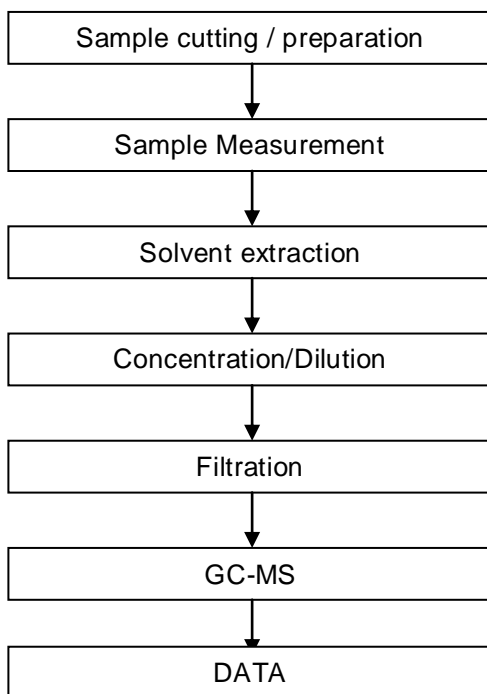 Sample cutting / preparation
Sample Measurement
Solvent extraction
Concentration/Dilution
Filtration
GC-MS
DATA